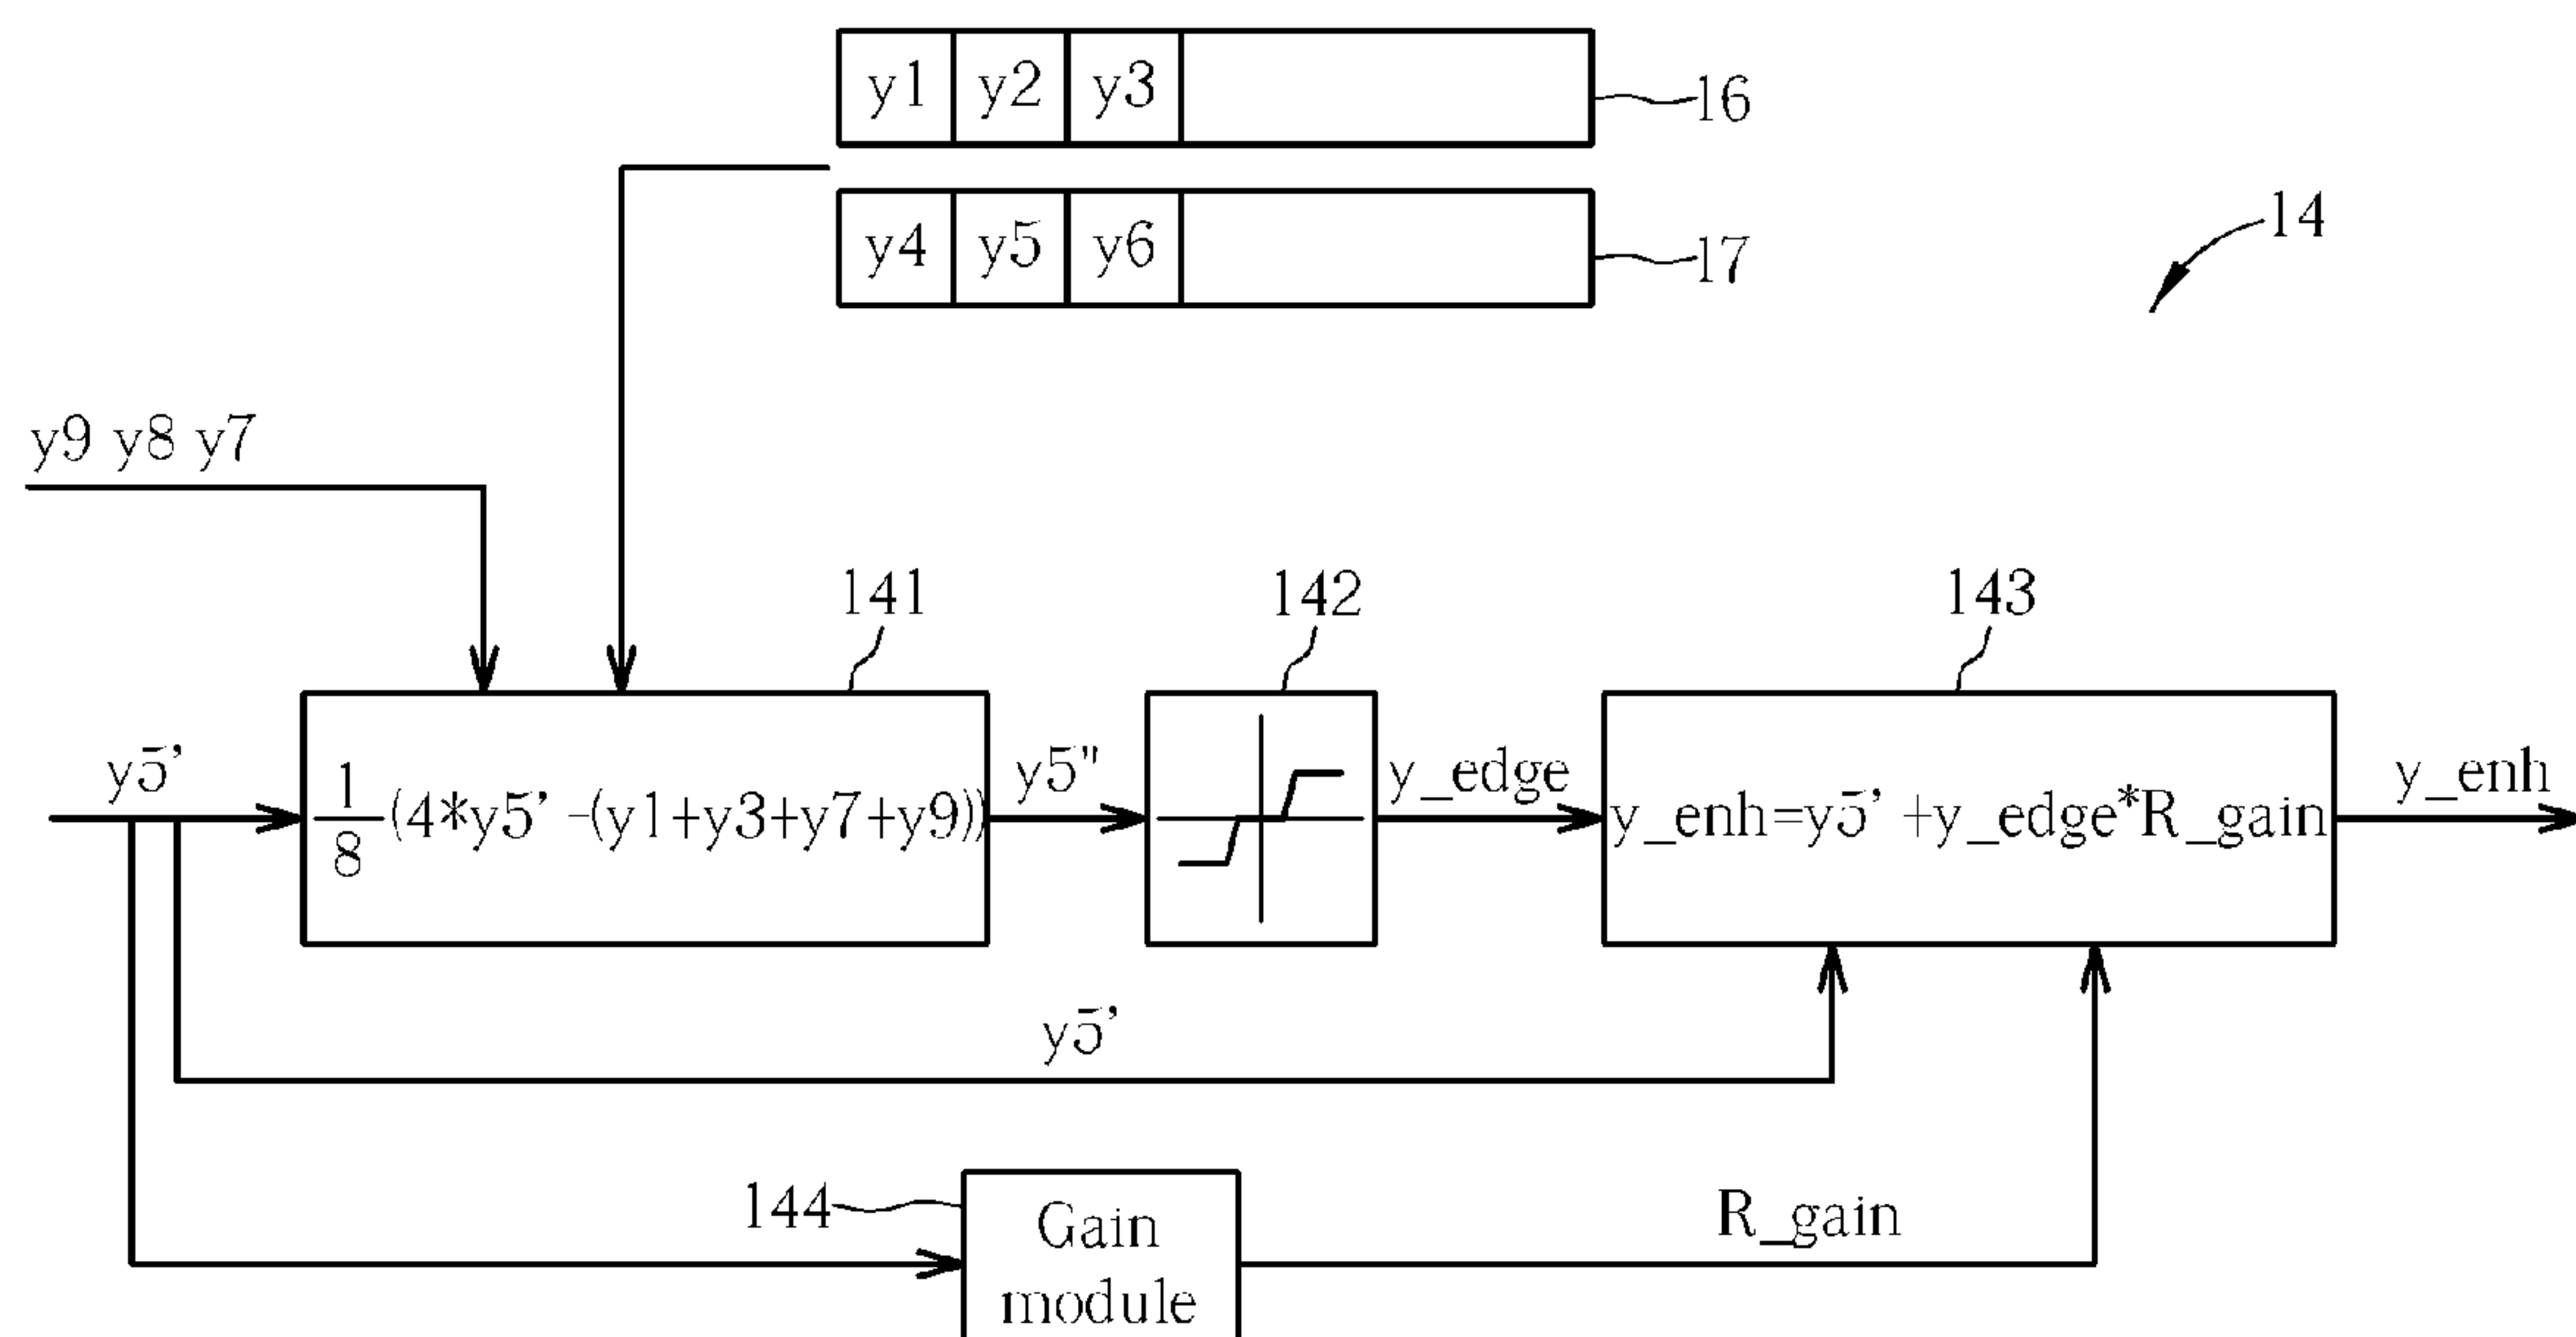 y1 y2 y3
16
y4 y5 y6
17
14
y9 y8 y7
141
142
143
y5'
1/8(4*y5'-(y1+y3+y7+y9))
y5"
y_edge
y_enh=y5'+y_edge*R_gain
y_enh
y5'
144
Gain
module
R_gain